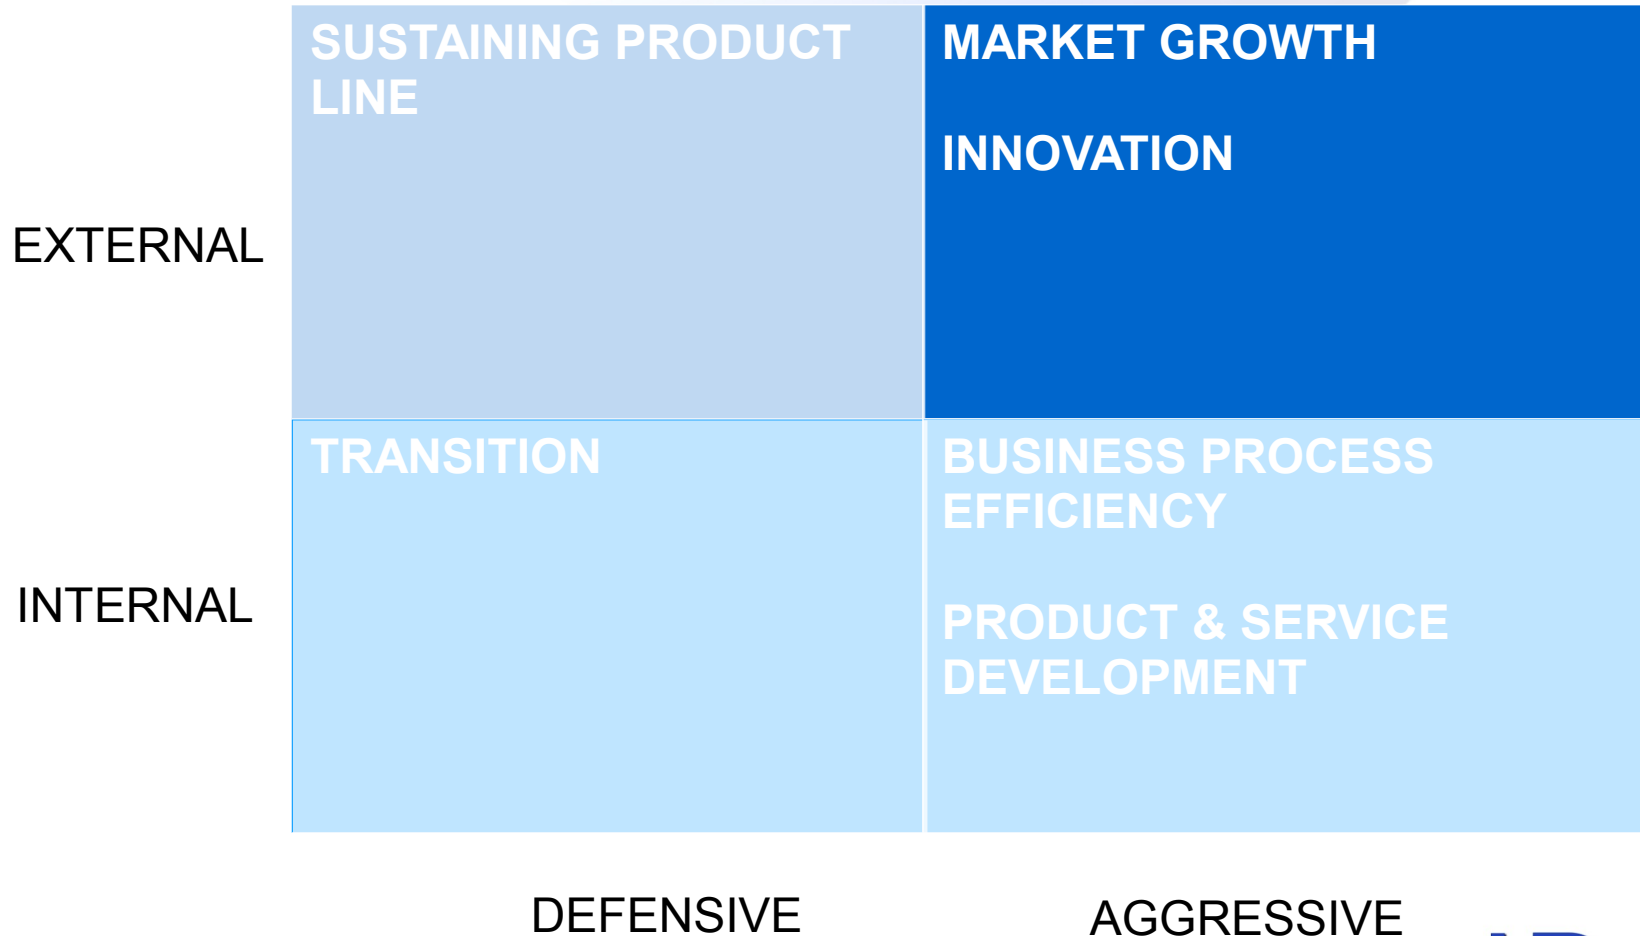 SUSTAINING PRODUCT
LINE
MARKET GROWTH
INNOVATION
EXTERNAL
TRANSITION
BUSINESS PROCESS
EFFICIENCY
PRODUCT & SERVICE
DEVELOPMENT
INTERNAL
DEFENSIVE
AGGRESSIVE